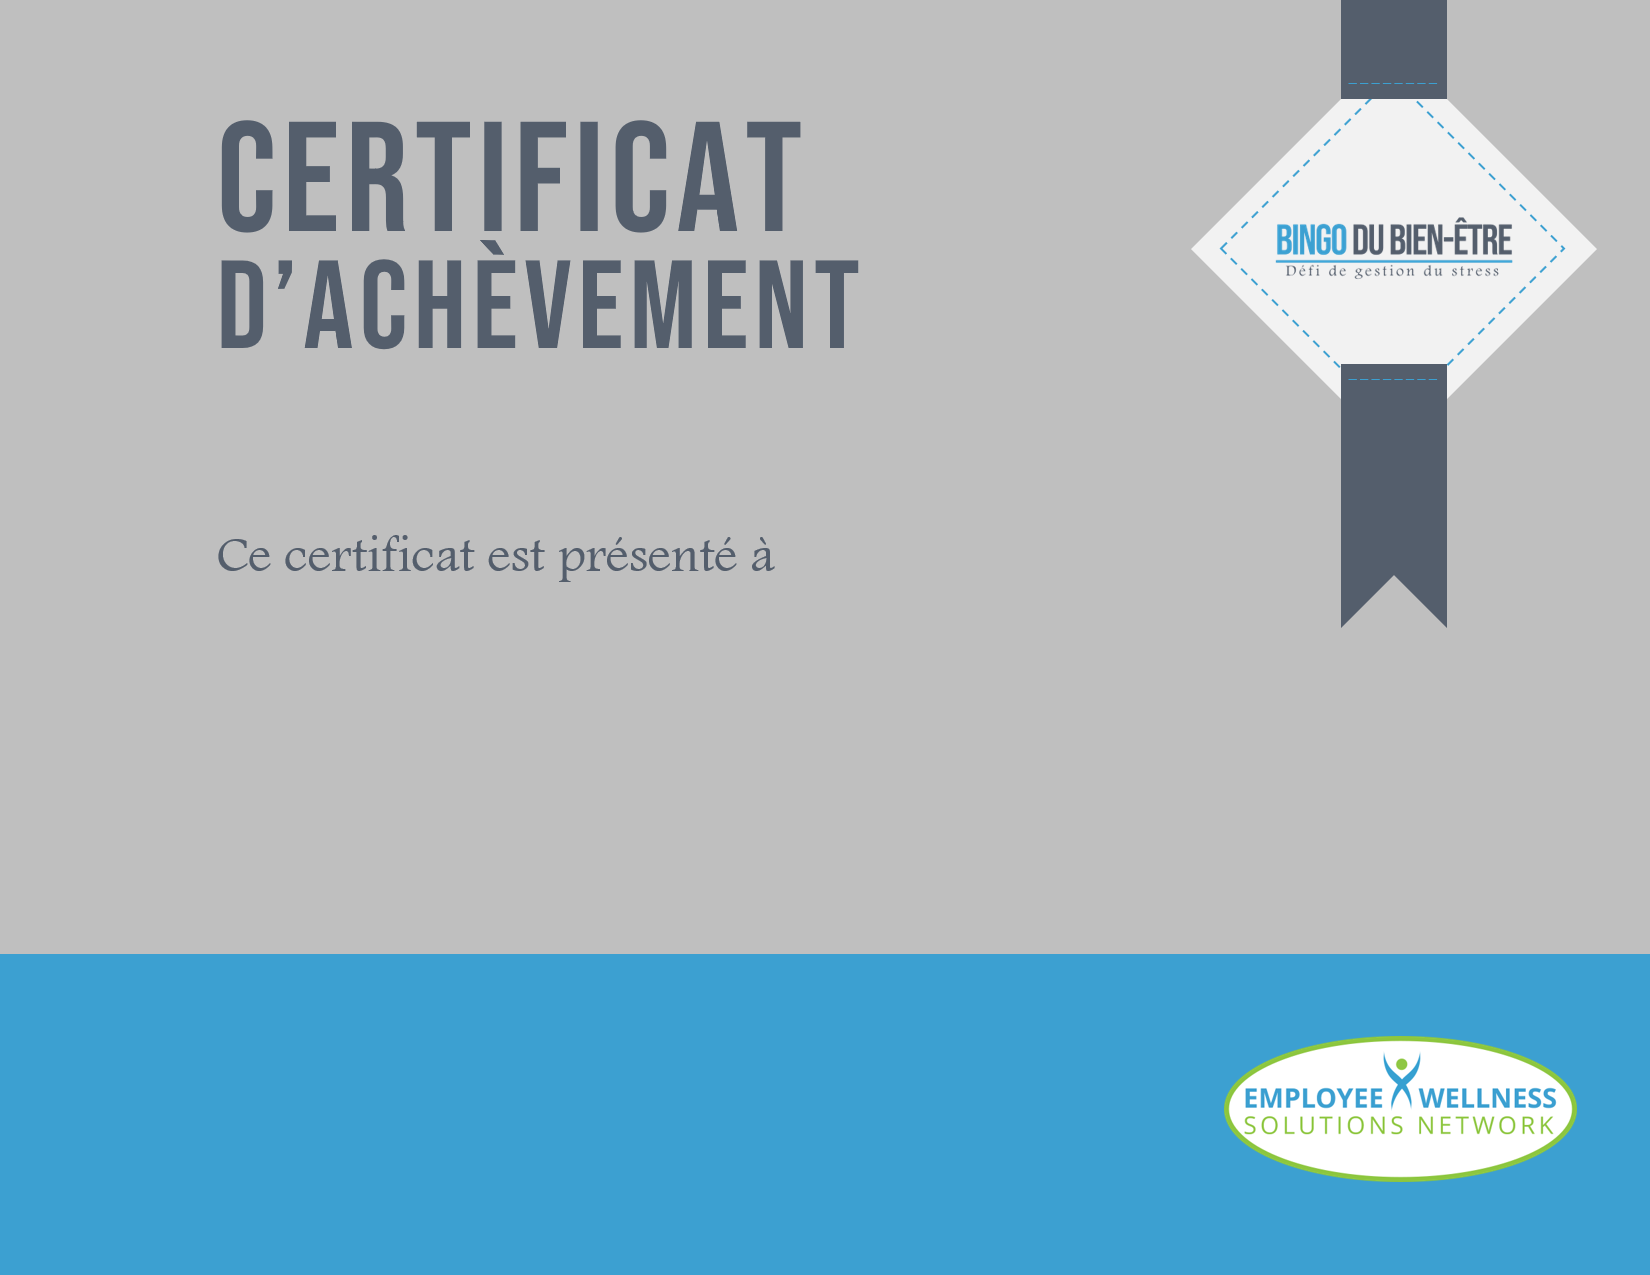 CERTIFICAT
D’ACHÈVEMENT
BINGO DU BIEN-ÊTRE
Défi de gestion du stress
Ce certificat est présenté à
EMPLOYEE WELLNESS
SOLUTIONS NETWORK